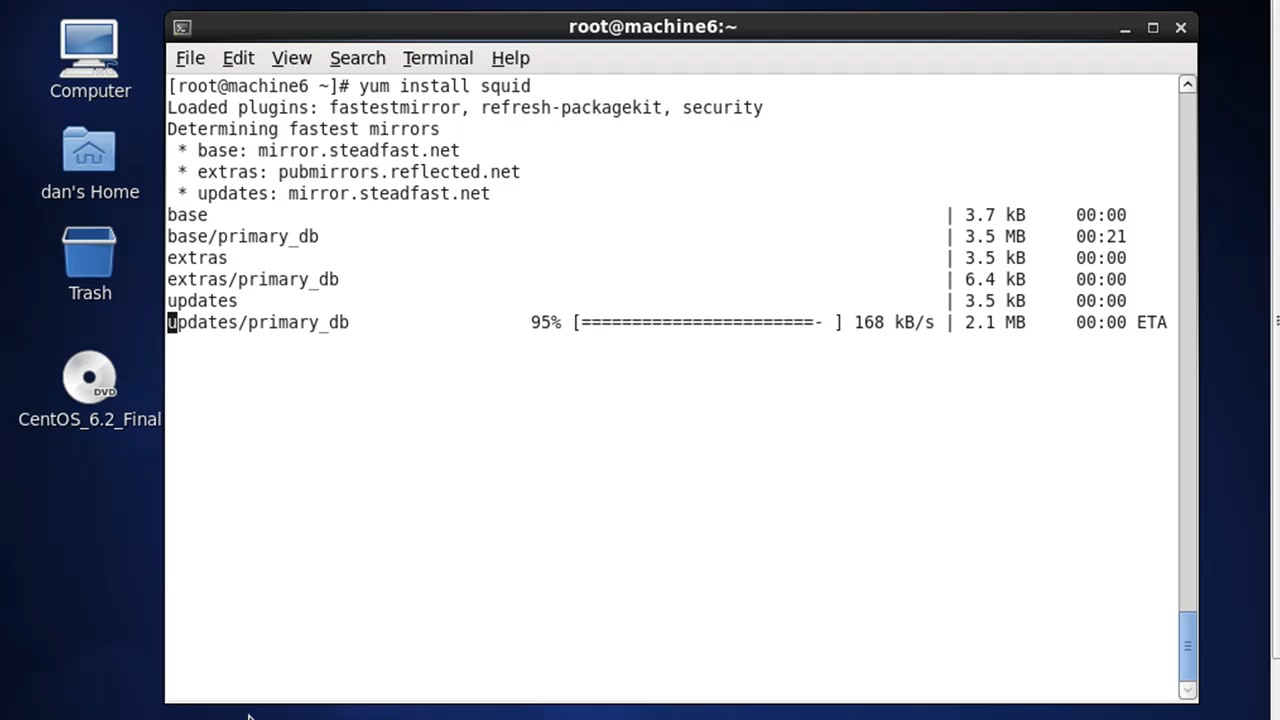 root@machine6:~
File Edit View Search Terminal Help
Computer
dan's Home
Trash
DVD
CentOS_6.2_Final
[root@machine6 ~]# yum install squid
Loaded plugins: fastestmirror, refresh-packagekit, security
Determining fastest mirrors
 * base: mirror.steadfast.net
 * extras: pubmirrors.reflected.net
 * updates: mirror.steadfast.net
base | 3.7 kB 00:00
base/primary_db | 3.5 MB 00:21
extras | 3.5 kB 00:00
extras/primary_db | 6.4 kB 00:00
updates | 3.5 kB 00:00
updates/primary_db 95% [=======================- ] 168 kB/s | 2.1 MB 00:00 ETA